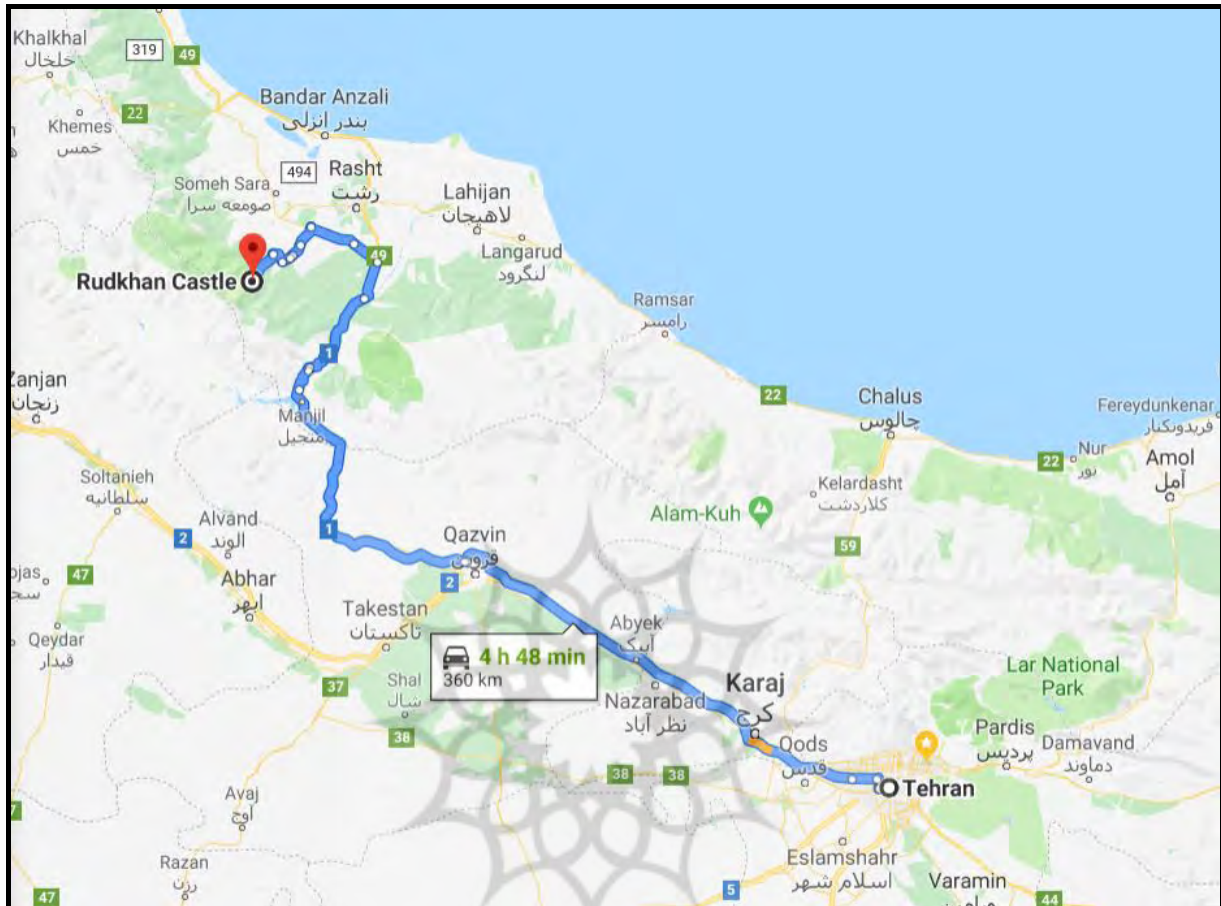 Khalkhal
خلخال
319
49
22
Khemes
خمس
Bandar Anzali
بندر انزلی
494
Rasht
رشت
Someh Sara
صومعه سرا
Lahijan
لاهیجان
49
Langarud
لنگرود
Rudkhan Castle
Ramsar
رامسر
1
Zanjan
زنجان
Manjil
منجیل
22
Chalus
چالوس
Fereydunkenar
فریدونکنار
22
Nur
نور
Amol
آمل
Soltanieh
سلطانیه
Kelardasht
کلاردشت
Alam-Kuh
Alvand
الوند
2
1
Qazvin
قزوین
59
47
Abhar
ابهر
2
Takestan
تاکستان
Abyek
آبیک
Qeydar
قیدار
4 h 48 min
360 km
Lar National
Park
37
Shal
شال
Nazarabad
نظر آباد
Karaj
کرج
38
Qods
قدس
Pardis
پردیس
Damavand
دماوند
38
38
Tehran
Avaj
آوج
Razan
رزن
Eslamshahr
اسلام شهر
47
5
Varamin
44